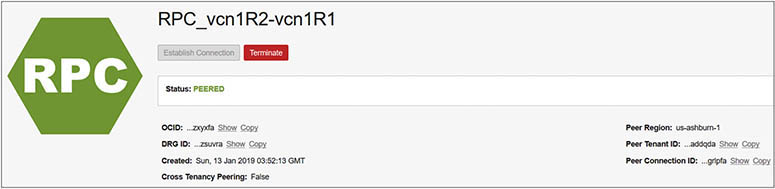 RPC_vcn1R2-vcn1R1
RPC
Establish Connection Terminate
Status: PEERED
OCID: ...zxyxfa Show Copy Peer Region: us-ashburn-1
DRG ID: ...zsuvra Show Copy Peer Tenant ID: ...addqda Show Copy
Created: Sun, 13 Jan 2019 03:52:13 GMT Peer Connection ID: ...grlpfa Show Copy
Cross Tenancy Peering: False